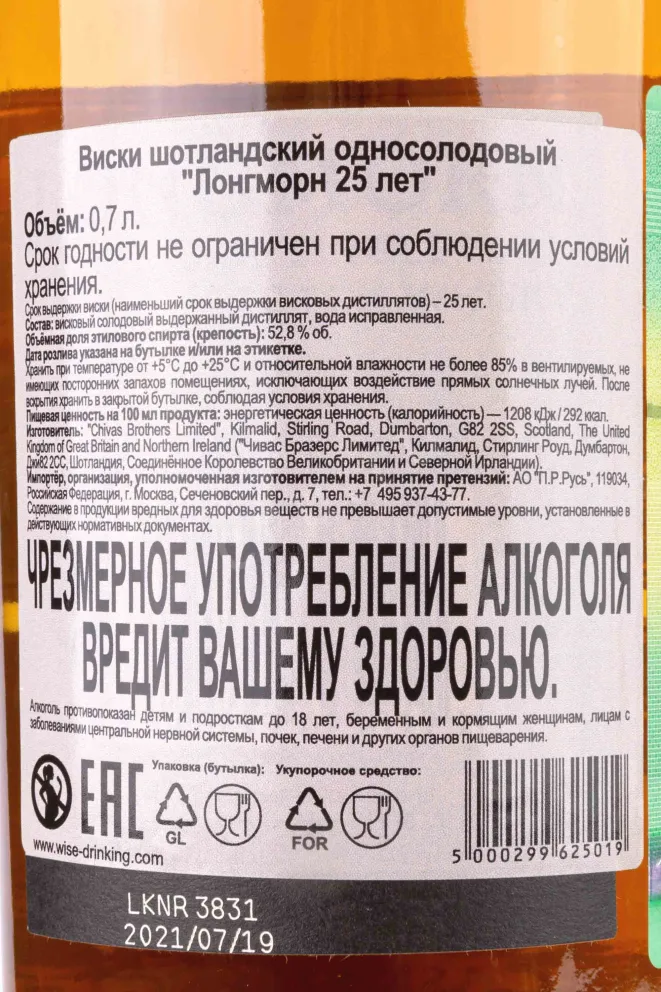 Виски шотландский односолодовый
"Лонгморн 25 лет"
Объём: 0,7 л.
Срок годности не ограничен при соблюдении условий
хранения.
Срок выдержки виски (наименьший срок выдержки висковых дистиллятов) – 25 лет.
Состав: висковый солодовый выдержанный дистиллят, вода исправленная.
Объёмная доля этилового спирта (крепость): 52,8 % об.
Дата розлива указана на бутылке и/или на этикетке.
Хранить при температуре от +5°С до +25°С и относительной влажности не более 85% в вентилируемых, не
имеющих посторонних запахов помещениях, исключающих воздействие прямых солнечных лучей. После
вскрытия хранить в закрытой бутылке, соблюдая условия хранения.
Пищевая ценность на 100 мл продукта: энергетическая ценность (калорийность) — 1208 кДж / 292 ккал.
Изготовитель: "Chivas Brothers Limited", Kilmalid, Stirling Road, Dumbarton, G82 2SS, Scotland, The United
Kingdom of Great Britain and Northern Ireland ("Чивас Бразерс Лимитед", Килмалид, Стирлинг Роуд, Думбартон,
Джи82 2СС, Шотландия, Соединённое Королевство Великобритании и Северной Ирландии).
Импортёр, организация, уполномоченная изготовителем на принятие претензий: АО "П.Р.Русь", 119034,
Российская Федерация, г. Москва, Сеченовский пер., д. 7, тел.: +7 495 937-43-77.
Содержание в продукции вредных для здоровья веществ не превышает допустимые уровни, установленные в
действующих нормативных документах.
ЧРЕЗМЕРНОЕ УПОТРЕБЛЕНИЕ АЛКОГОЛЯ
ВРЕДИТ ВАШЕМУ ЗДОРОВЬЮ.
Алкоголь противопоказан детям и подросткам до 18 лет, беременным и кормящим женщинам, лицам с
заболеваниями центральной нервной системы, почек, печени и других органов пищеварения.
Упаковка (бутылка): Укупорочное средство:
EAC
GL FOR
www.wise-drinking.com
5 000299 625019
LKNR 3831
2021/07/19